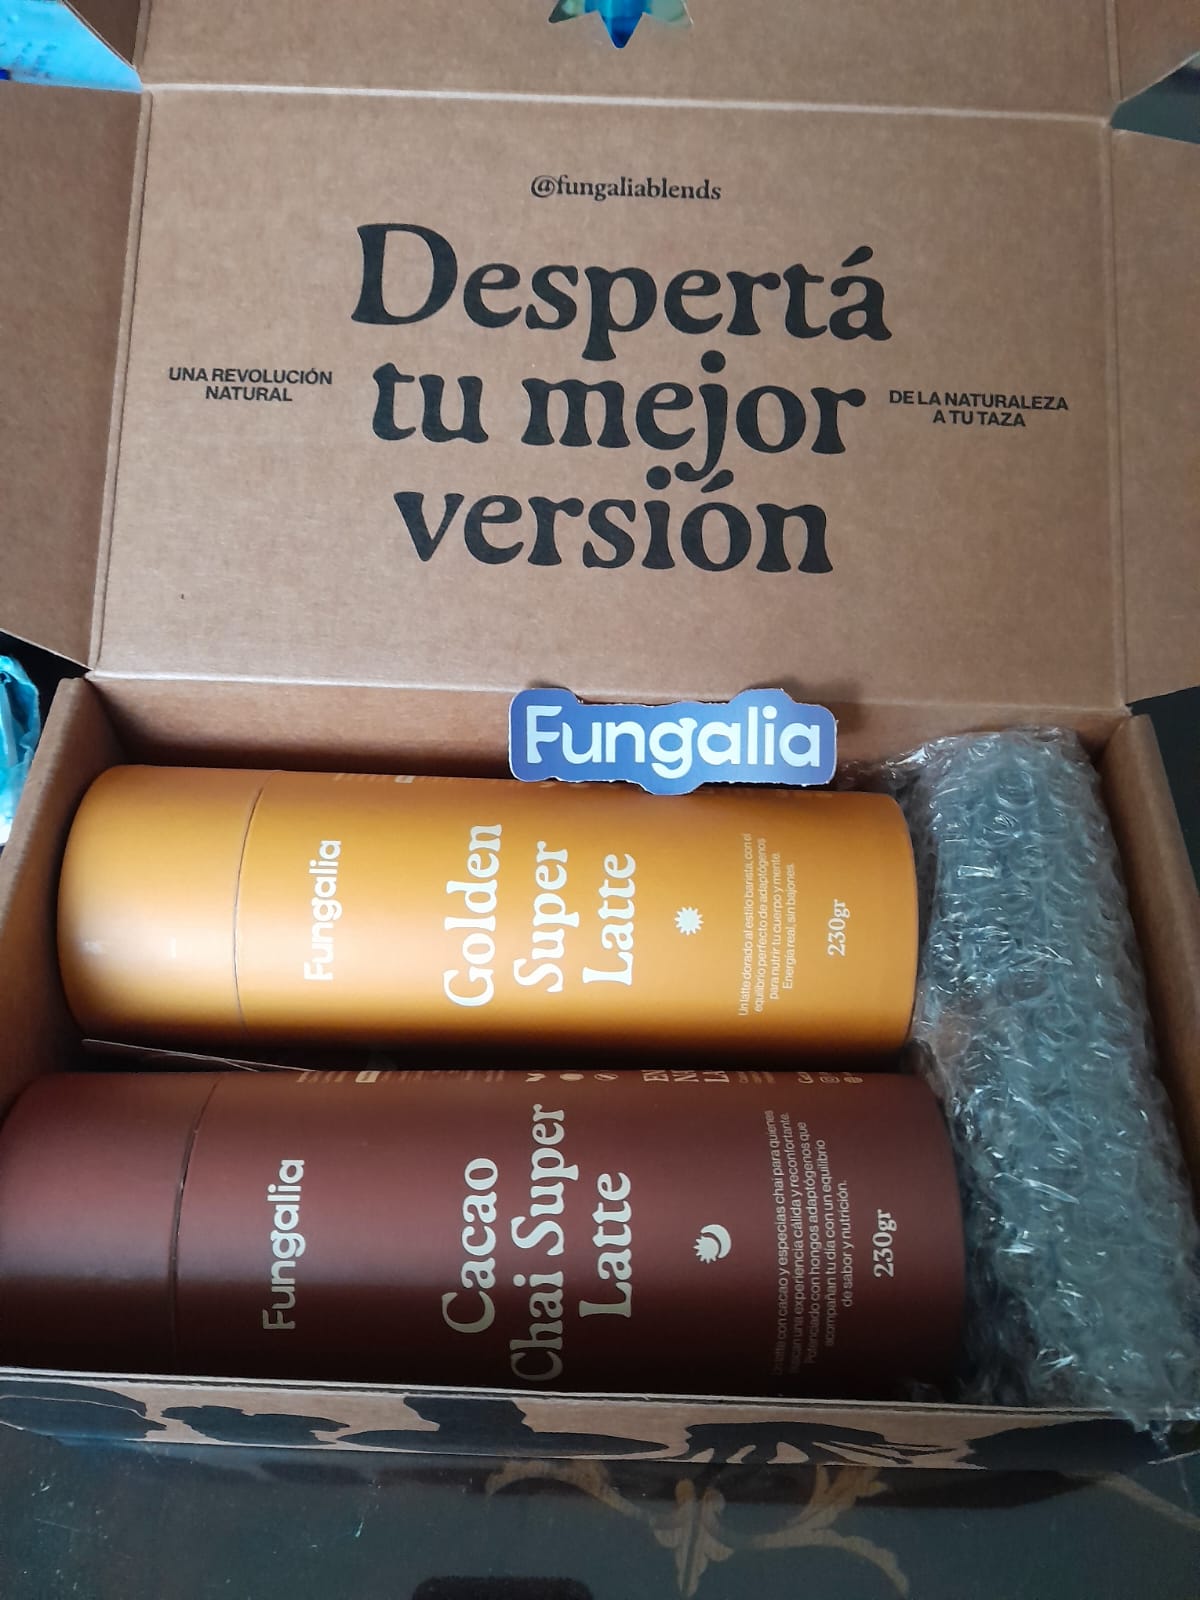 @fungaliablends
Despertá
tu mejor
versión
UNA REVOLUCIÓN
NATURAL
DE LA NATURALEZA
A TU TAZA
Fungalia
Fungalia
Golden
Super
Latte
Un latte dorado al estilo barista, con el
equilibrio perfecto de adaptógenos
para nutrir tu cuerpo y mente.
Energía real, sin bajones.
230gr
Fungalia
Cacao
Chai Super
Latte
Un latte con cacao y especias chai para quienes
buscan una experiencia cálida y reconfortante.
Potenciado con hongos adaptógenos que
acompañan tu día con un equilibrio
de sabor y nutrición.
230gr